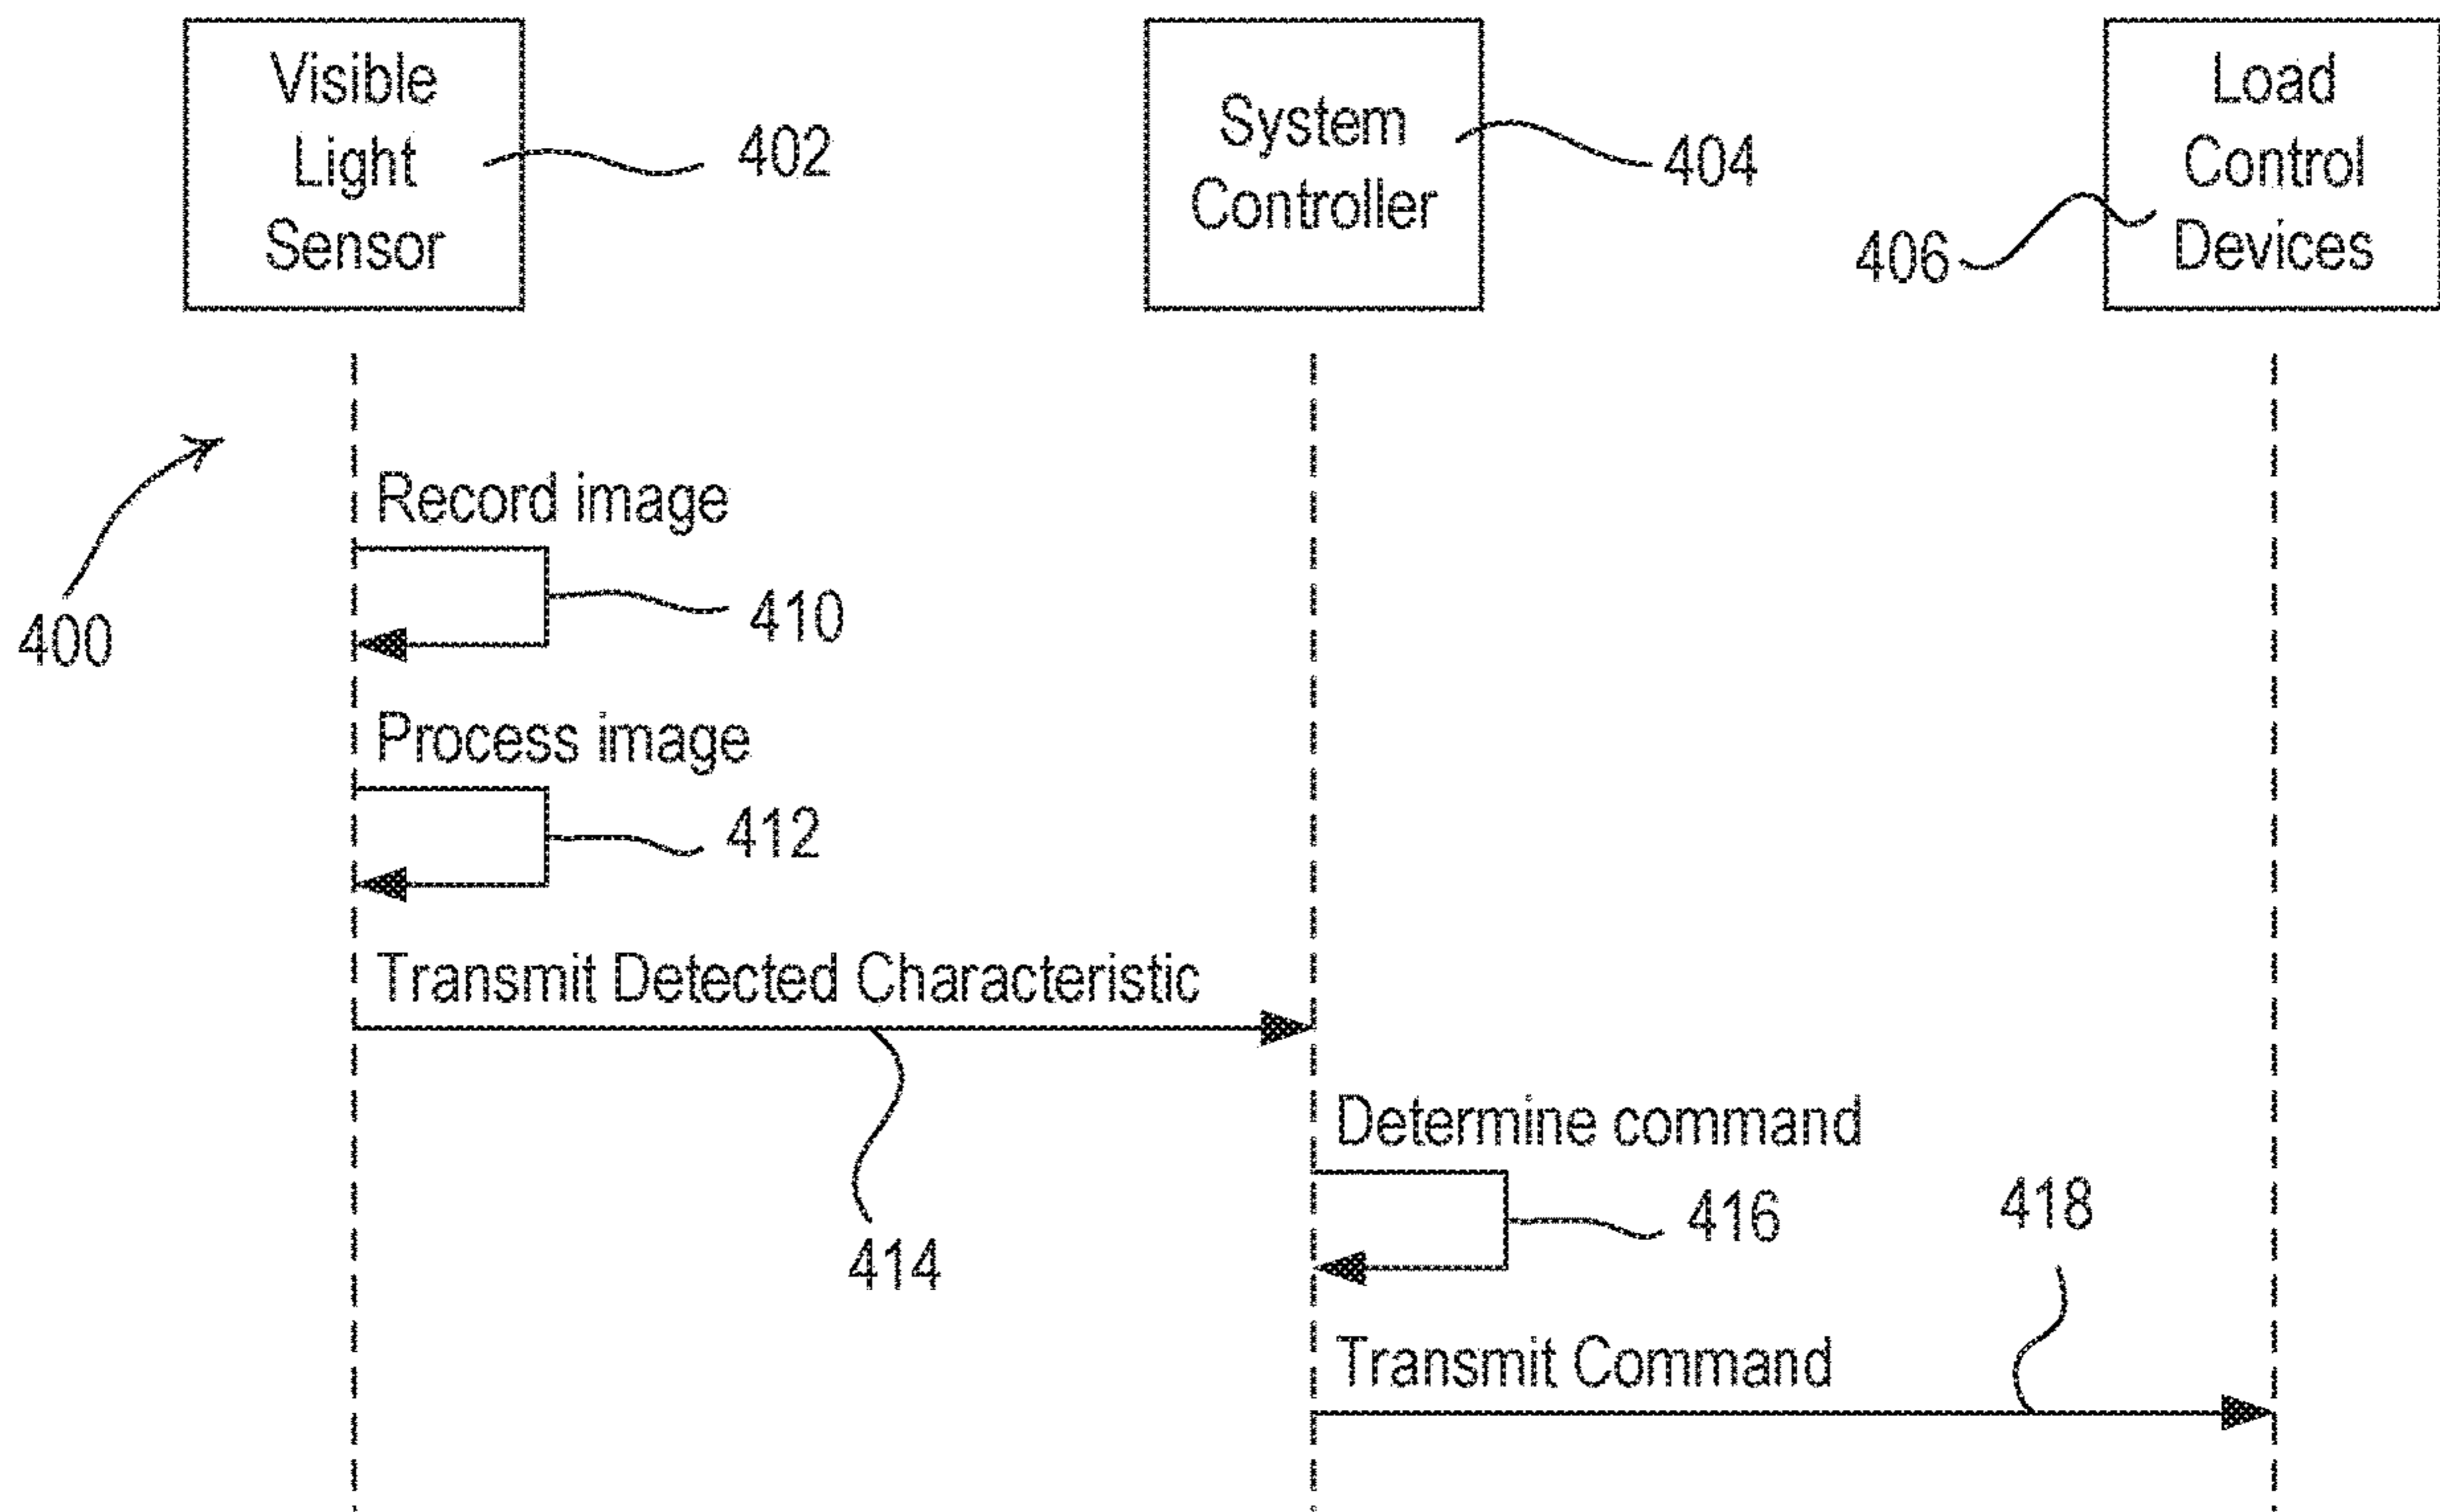 Visible
Light
Sensor
402
System
Controller
404
Load
Control
Devices
406
400
Record image
410
Process image
412
Transmit Detected Characteristic
414
Determine command
416
418
Transmit Command